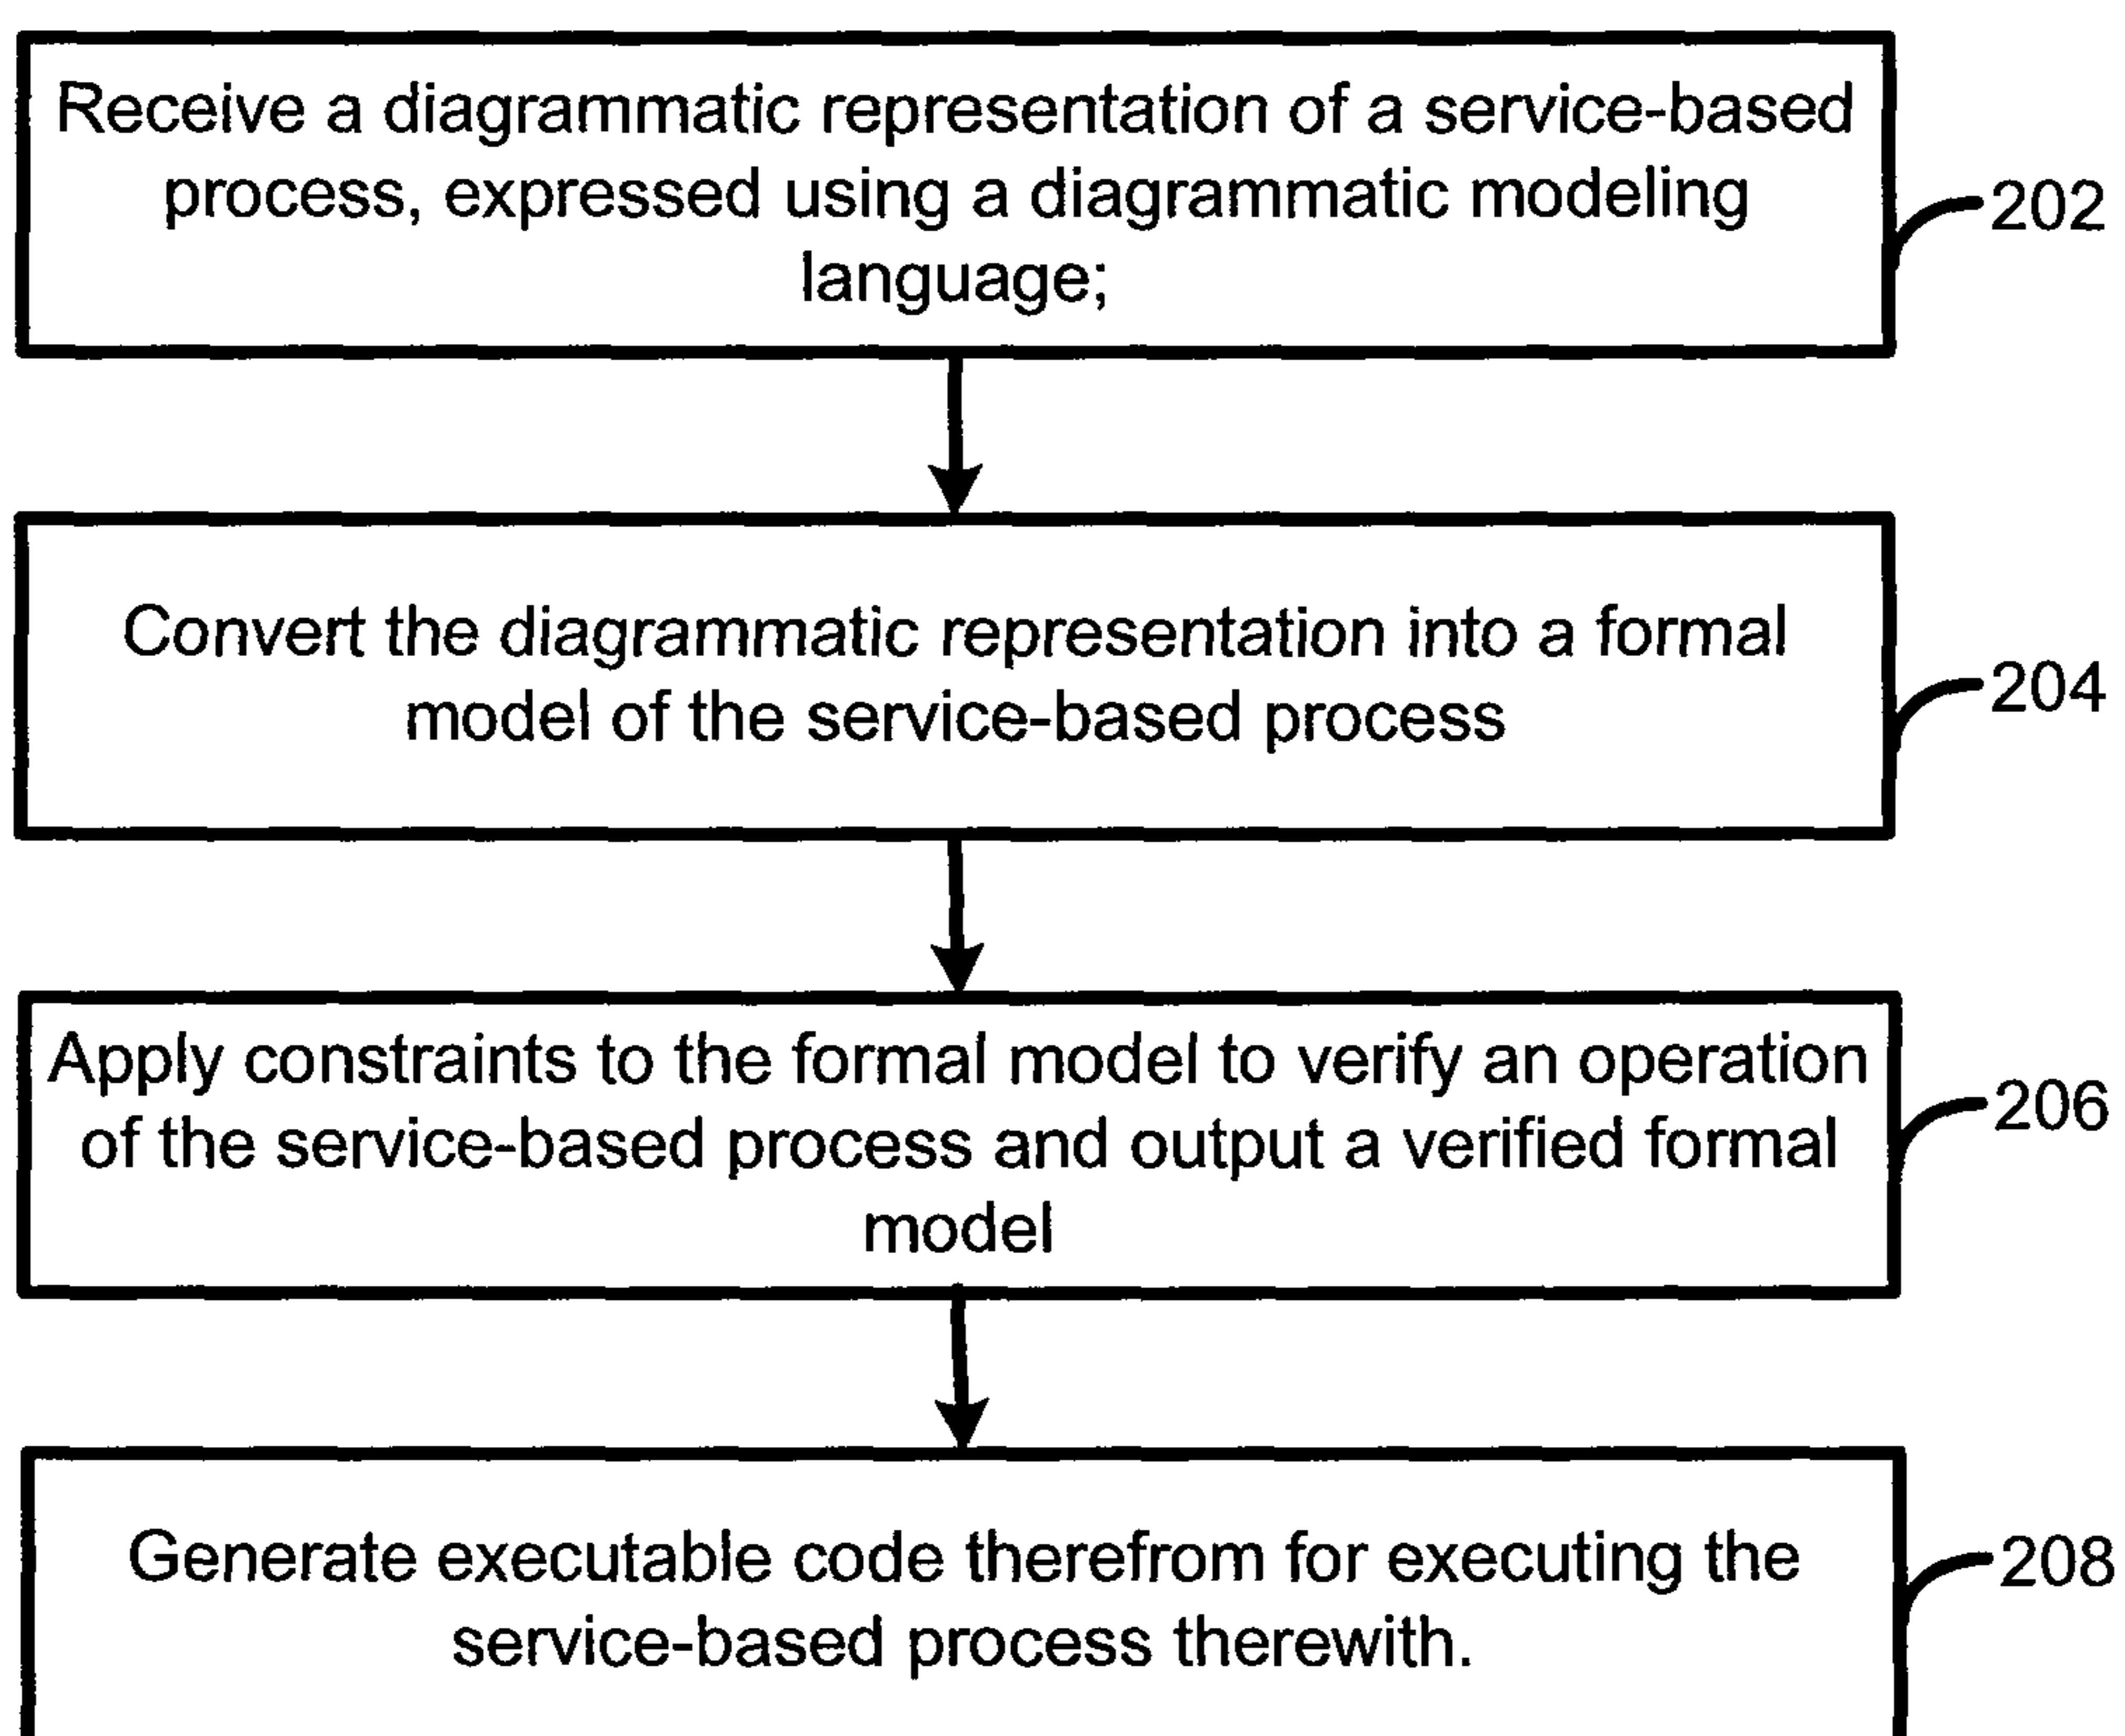 Receive a diagrammatic representation of a service-based
process, expressed using a diagrammatic modeling
language;
202
Convert the diagrammatic representation into a formal
model of the service-based process
204
Apply constraints to the formal model to verify an operation
of the service-based process and output a verified formal
model
206
Generate executable code therefrom for executing the
service-based process therewith.
208